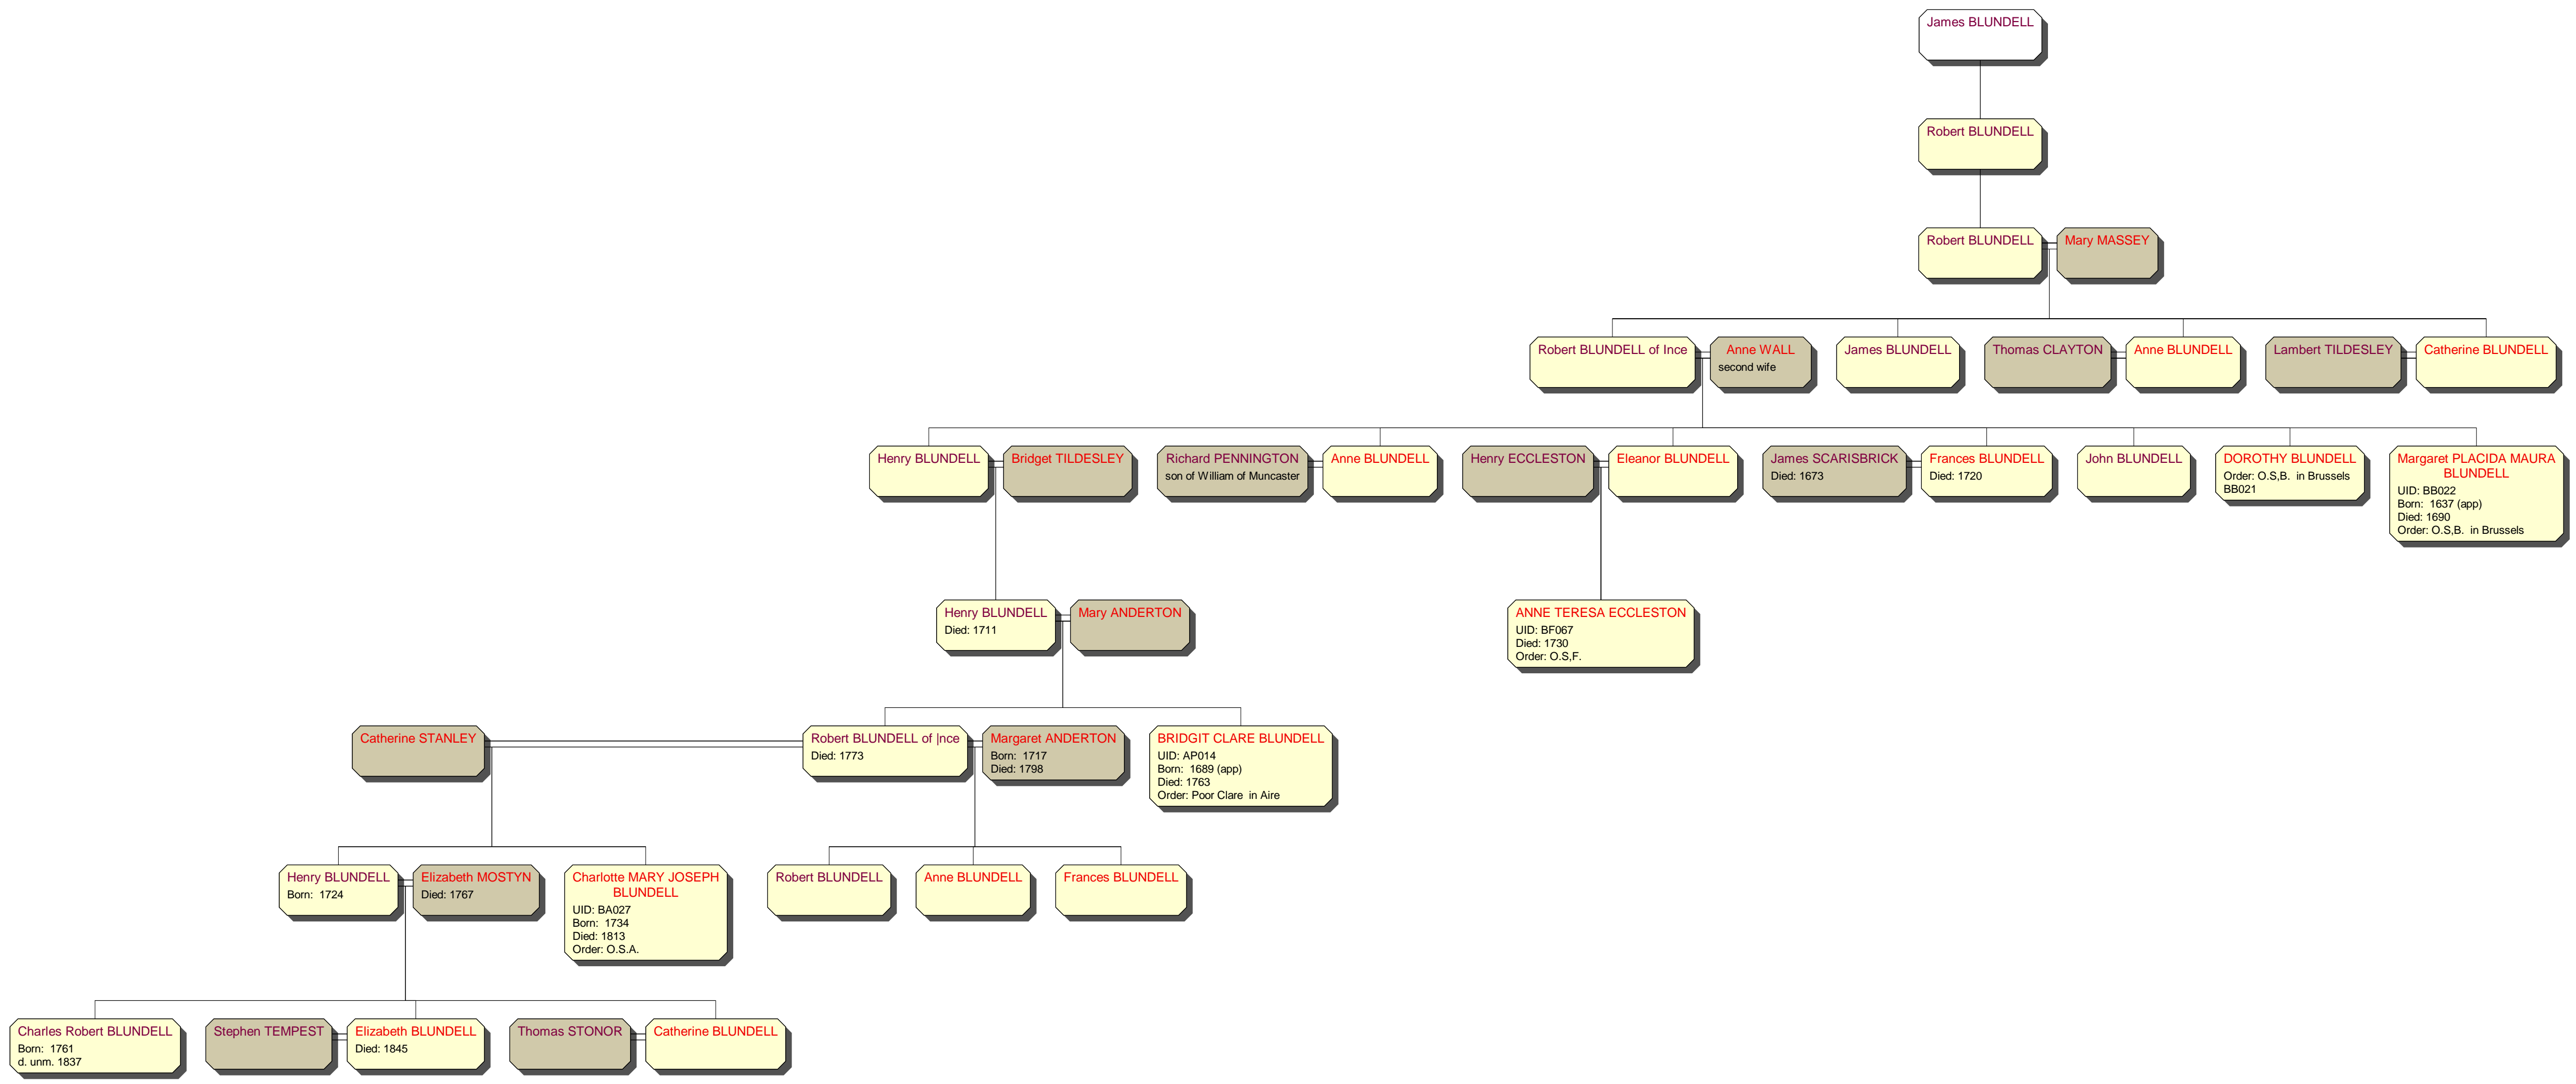 James BLUNDELL
Robert BLUNDELL
Robert BLUNDELL
Mary MASSEY
Robert BLUNDELL of Ince
Anne WALL
second wife
James BLUNDELL
Thomas CLAYTON
Anne BLUNDELL
Lambert TILDESLEY
Catherine BLUNDELL
Henry BLUNDELL
Bridget TILDESLEY
Richard PENNINGTON
son of William of Muncaster
Anne BLUNDELL
Henry ECCLESTON
Eleanor BLUNDELL
James SCARISBRICK
Died: 1673
Frances BLUNDELL
Died: 1720
John BLUNDELL
DOROTHY BLUNDELL
Order: O.S,B.  in Brussels
BB021
Margaret PLACIDA MAURA
BLUNDELL
UID: BB022
Born:  1637 (app)
Died: 1690
Order: O.S,B.  in Brussels
Henry BLUNDELL
Died: 1711
Mary ANDERTON
ANNE TERESA ECCLESTON
UID: BF067
Died: 1730
Order: O.S,F.
Catherine STANLEY
Robert BLUNDELL of |nce
Died: 1773
Margaret ANDERTON
Born:  1717
Died: 1798
BRIDGIT CLARE BLUNDELL
UID: AP014
Born:  1689 (app)
Died: 1763
Order: Poor Clare  in Aire
Henry BLUNDELL
Born:  1724
Elizabeth MOSTYN
Died: 1767
Charlotte MARY JOSEPH
BLUNDELL
UID: BA027
Born:  1734
Died: 1813
Order: O.S.A.
Robert BLUNDELL
Anne BLUNDELL
Frances BLUNDELL
Charles Robert BLUNDELL
Born:  1761
d. unm. 1837
Stephen TEMPEST
Elizabeth BLUNDELL
Died: 1845
Thomas STONOR
Catherine BLUNDELL